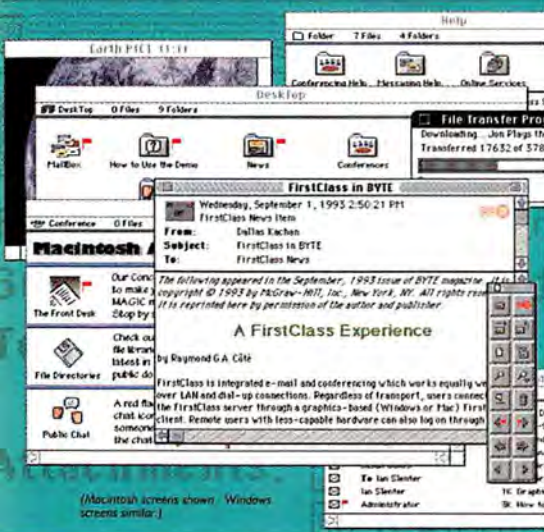 Help
Folder 7 Files 4 Folders
Conferencing Help Messaging Help Online Services
Earth PICT
DeskTop
DeskTop 0 Files 9 Folders
MailBox How to Use the Demo News Conferences
File Transfer Pro
Downloading... Jon Plays th
Transferred 17632 of 378
Conference 0 Files
Macintosh
The Front Desk
Our Conc
to make y
MAGIC m
Stop by s
File Directories
Check ou
file librar
latest in
public do
Public Chat
A red fla
chat icon
someone
the chat
FirstClass in BYTE
Wednesday, September 1, 1993 2:50:21 PM
FirstClass News Item
From: Dallas Kachan
Subject: FirstClass in BYTE
To: FirstClass News
The following appeared in the September, 1993 issue of BYTE magazine. It is
copyright © 1993 by McGraw-Hill, Inc., New York, NY. All rights rese
It is reprinted here by permission of the author and publisher.
A FirstClass Experience
by Raymond G.A. Côté
FirstClass is integrated e-mail and conferencing which works equally we
over LAN and dial-up connections. Regardless of transport, users connec
the FirstClass server through a graphics-based (Windows or Mac) First
client. Remote users with less-capable hardware can also log on through
To Ian Slenter
Ian Slenter
Administrator
Attachments.
(Macintosh screens shown. Windows
screens similar.)